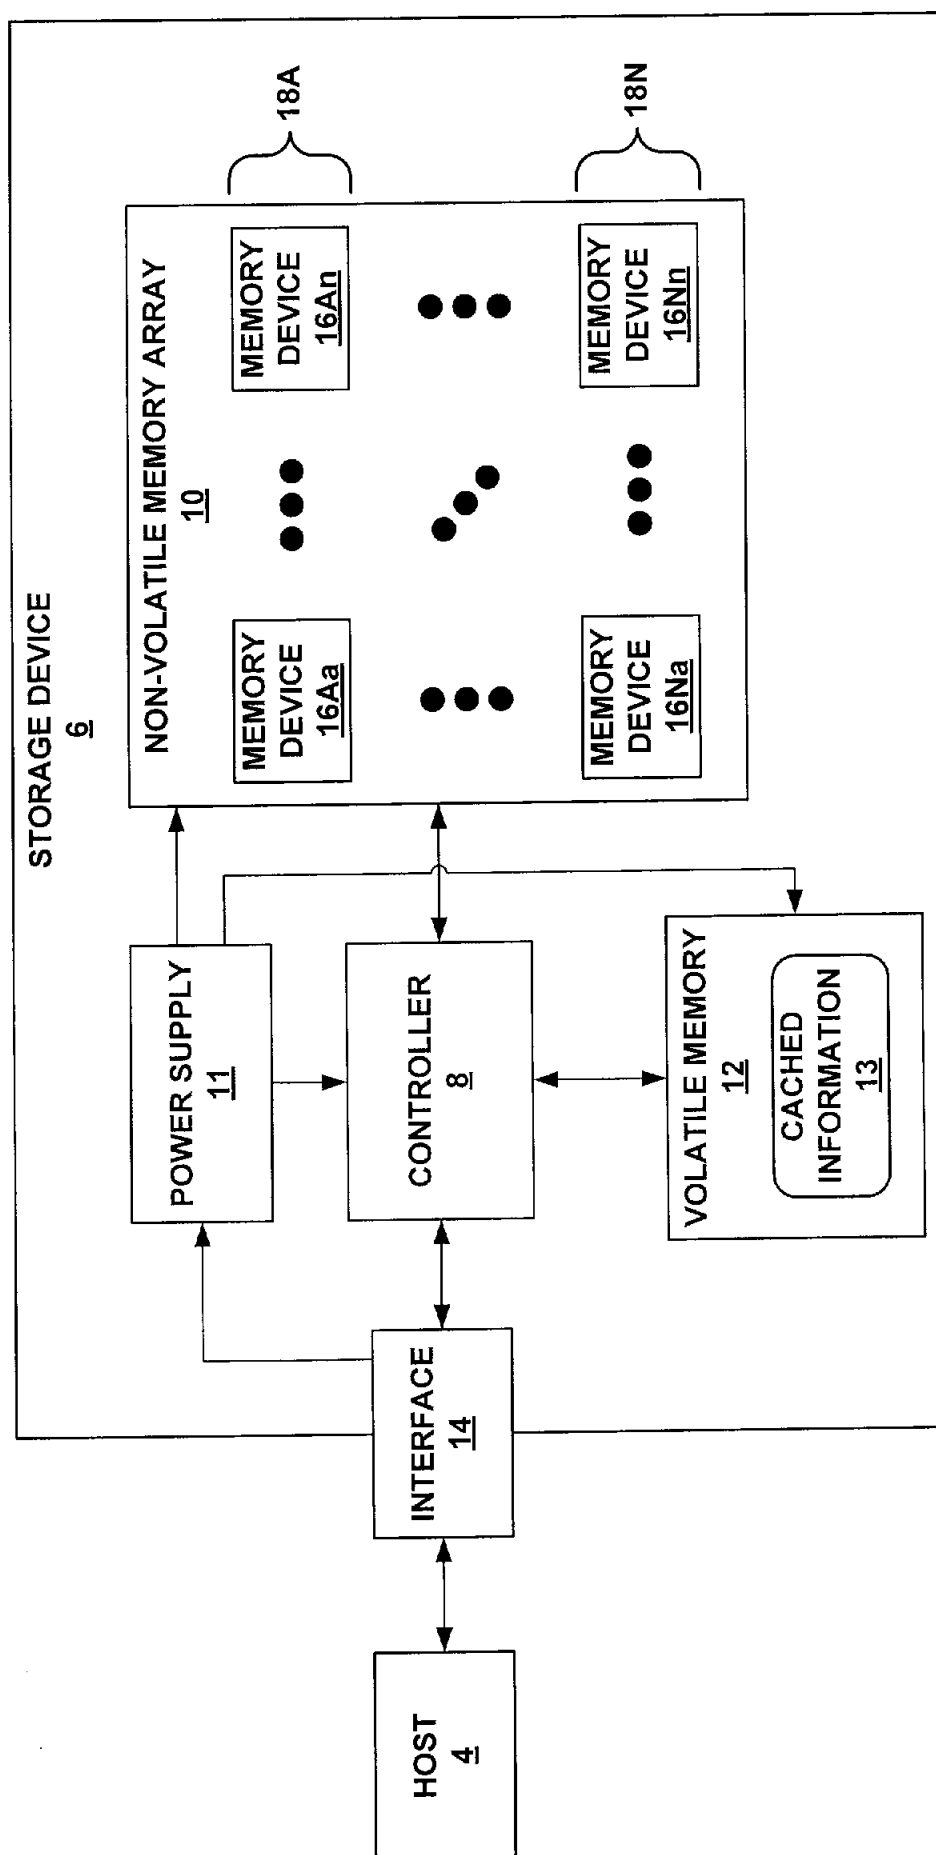 STORAGE DEVICE
6
HOST
4
INTERFACE
14
POWER SUPPLY
11
CONTROLLER
8
VOLATILE MEMORY
12
CACHED
INFORMATION
13
NON-VOLATILE MEMORY ARRAY
10
MEMORY
DEVICE
16Aa
MEMORY
DEVICE
16An
18A
MEMORY
DEVICE
16Na
MEMORY
DEVICE
16Nn
18N